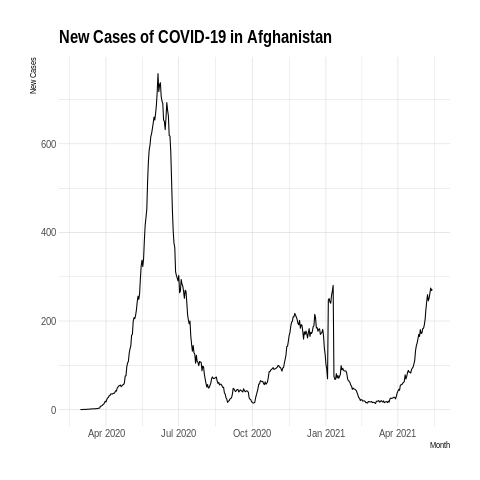 New Cases of COVID-19 in Afghanistan
New Cases
600
400
200
0
Apr 2020 Jul 2020 Oct 2020 Jan 2021 Apr 2021
Month